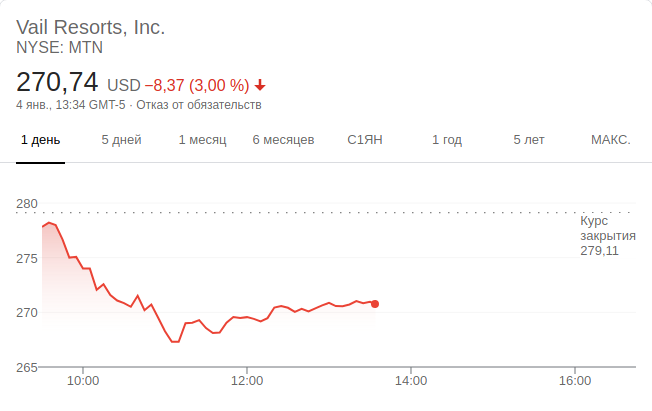 Vail Resorts, Inc.
NYSE: MTN
270,74 USD −8,37 (3,00 %)
4 янв., 13:34 GMT-5 · Отказ от обязательств
1 день 5 дней 1 месяц 6 месяцев С1ЯН 1 год 5 лет МАКС.
280
Курс
закрытия
279,11
275
270
265
10:00 12:00 14:00 16:00